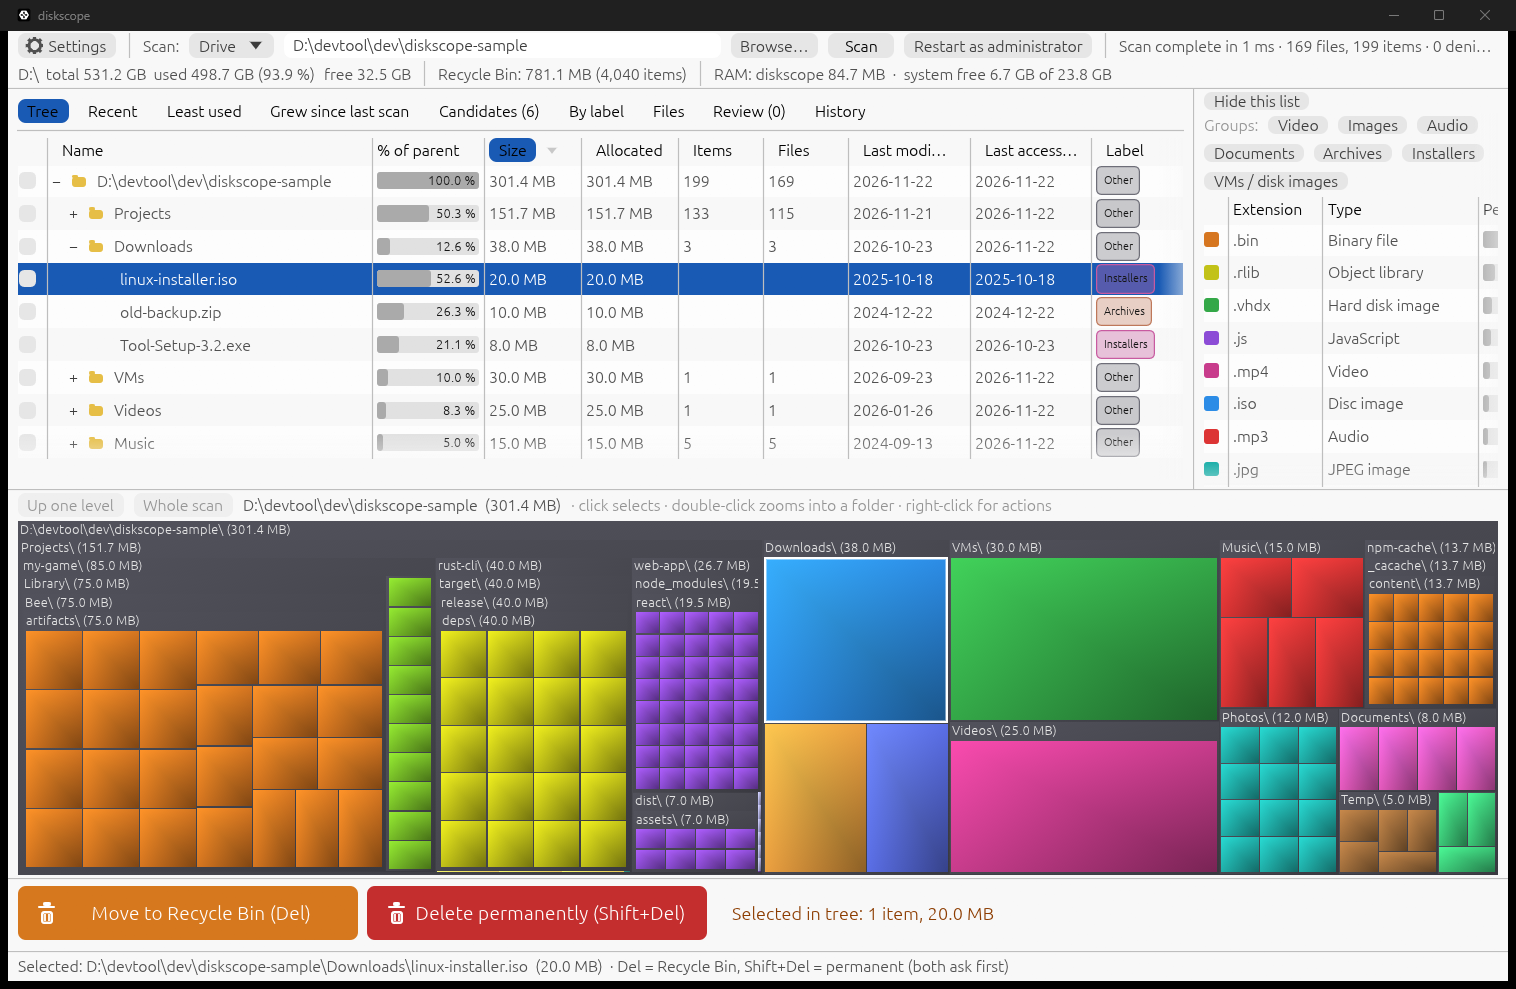 diskscope
Settings Scan: Drive D:\devtool\dev\diskscope-sample Browse... Scan Restart as administrator Scan complete in 1 ms · 169 files, 199 items · 0 deni...
D:\ total 531.2 GB used 498.7 GB (93.9 %) free 32.5 GB Recycle Bin: 781.1 MB (4,040 items) RAM: diskscope 84.7 MB · system free 6.7 GB of 23.8 GB
Tree Recent Least used Grew since last scan Candidates (6) By label Files Review (0) History
Name % of parent Size Allocated Items Files Last modi... Last access... Label
D:\devtool\dev\diskscope-sample 100.0 % 301.4 MB 301.4 MB 199 169 2026-11-22 2026-11-22 Other
+ Projects 50.3 % 151.7 MB 151.7 MB 133 115 2026-11-21 2026-11-22 Other
− Downloads 12.6 % 38.0 MB 38.0 MB 3 3 2026-10-23 2026-11-22 Other
linux-installer.iso 52.6 % 20.0 MB 20.0 MB 2025-10-18 2025-10-18 Installers
old-backup.zip 26.3 % 10.0 MB 10.0 MB 2024-12-22 2024-12-22 Archives
Tool-Setup-3.2.exe 21.1 % 8.0 MB 8.0 MB 2026-10-23 2026-10-23 Installers
+ VMs 10.0 % 30.0 MB 30.0 MB 1 1 2026-09-23 2026-11-22 Other
+ Videos 8.3 % 25.0 MB 25.0 MB 1 1 2026-01-26 2026-11-22 Other
+ Music 5.0 % 15.0 MB 15.0 MB 5 5 2024-09-13 2026-11-22 Other
Hide this list
Groups: Video Images Audio
Documents Archives Installers
VMs / disk images
Extension Type Pe
.bin Binary file
.rlib Object library
.vhdx Hard disk image
.js JavaScript
.mp4 Video
.iso Disc image
.mp3 Audio
.jpg JPEG image
Up one level Whole scan D:\devtool\dev\diskscope-sample (301.4 MB) · click selects · double-click zooms into a folder · right-click for actions
D:\devtool\dev\diskscope-sample\ (301.4 MB)
Projects\ (151.7 MB)
my-game\ (85.0 MB)
Library\ (75.0 MB)
Bee\ (75.0 MB)
artifacts\ (75.0 MB)
rust-cli\ (40.0 MB)
target\ (40.0 MB)
release\ (40.0 MB)
deps\ (40.0 MB)
web-app\ (26.7 MB)
node_modules\ (19.5
react\ (19.5 MB)
dist\ (7.0 MB)
assets\ (7.0 MB)
Downloads\ (38.0 MB)
VMs\ (30.0 MB)
Videos\ (25.0 MB)
Music\ (15.0 MB)
npm-cache\ (13.7 MB)
_cacache\ (13.7 MB)
content\ (13.7 MB)
Photos\ (12.0 MB)
Documents\ (8.0 MB)
Temp\ (5.0 MB)
Move to Recycle Bin (Del) Delete permanently (Shift+Del) Selected in tree: 1 item, 20.0 MB
Selected: D:\devtool\dev\diskscope-sample\Downloads\linux-installer.iso (20.0 MB) · Del = Recycle Bin, Shift+Del = permanent (both ask first)